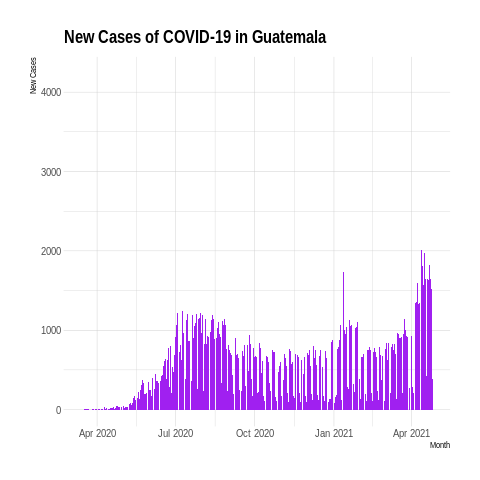 New Cases of COVID-19 in Guatemala
New Cases
4000
3000
2000
1000
0
Apr 2020 Jul 2020 Oct 2020 Jan 2021 Apr 2021
Month